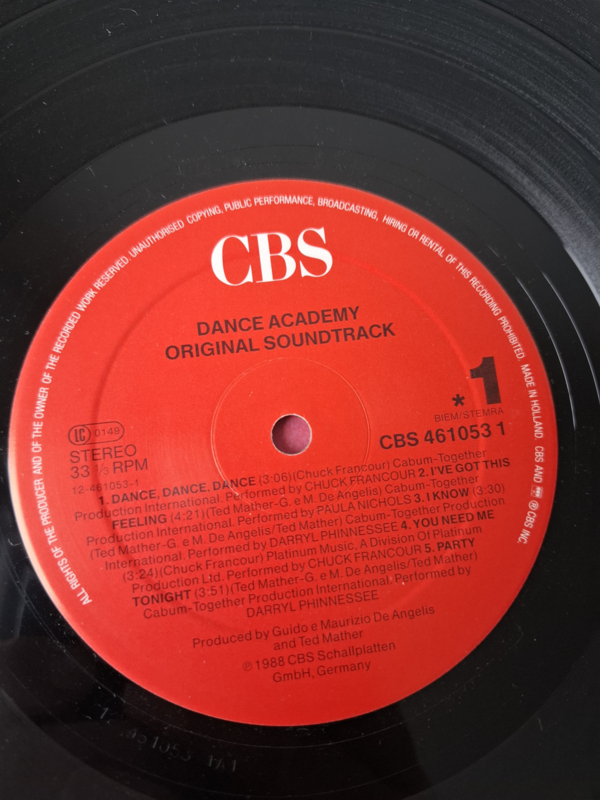 ALL RIGHTS OF THE PRODUCER AND OF THE OWNER OF THE RECORDED WORK RESERVED. UNAUTHORISED COPYING, PUBLIC PERFORMANCE, BROADCASTING, HIRING OR RENTAL OF THIS RECORDING PROHIBITED. MADE IN HOLLAND. CBS AND ℗ CBS INC.
CBS
DANCE ACADEMY
ORIGINAL SOUNDTRACK
* 1
BIEM/STEMRA
CBS 461053 1
LC 0149
STEREO
33 1/3 RPM
12-461053-1
1. DANCE, DANCE, DANCE (3:06)(Chuck Francour) Cabum-Together
Production International. Performed by CHUCK FRANCOUR 2. I'VE GOT THIS
FEELING (4:21)(Ted Mather-G. e M. De Angelis) Cabum-Together
Production International. Performed by PAULA NICHOLS 3. I KNOW (3:30)
(Ted Mather-G. e M. De Angelis/Ted Mather) Cabum-Together Production
International. Performed by DARRYL PHINNESSEE 4. YOU NEED ME
(3:24)(Chuck Francour) Platinum Music, A Division Of Platinum
Production Ltd. Performed by CHUCK FRANCOUR 5. PARTY
TONIGHT (3:51)(Ted Mather-G. e M. De Angelis/Ted Mather)
Cabum-Together Production International. Performed by
DARRYL PHINNESSEE
Produced by Guido e Maurizio De Angelis
and Ted Mather
℗ 1988 CBS Schallplatten
GmbH, Germany